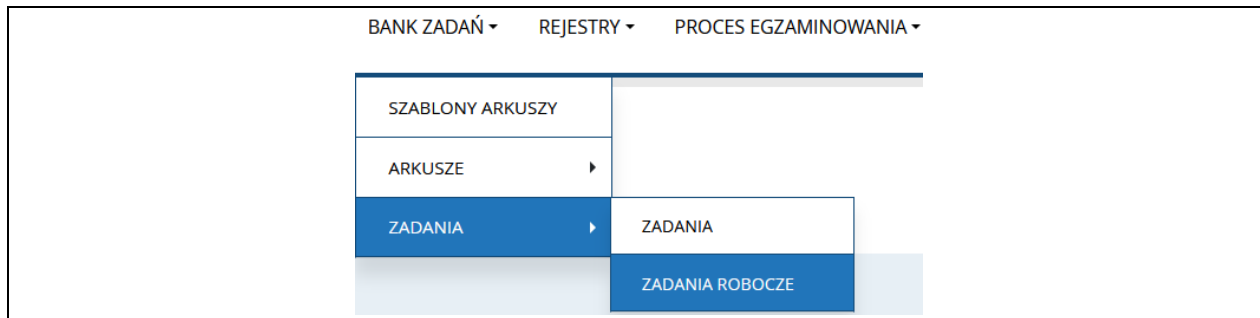 BANK ZADAŃ REJESTRY PROCES EGZAMINOWANIA
SZABLONY ARKUSZY
ARKUSZE
ZADANIA ZADANIA
ZADANIA ROBOCZE